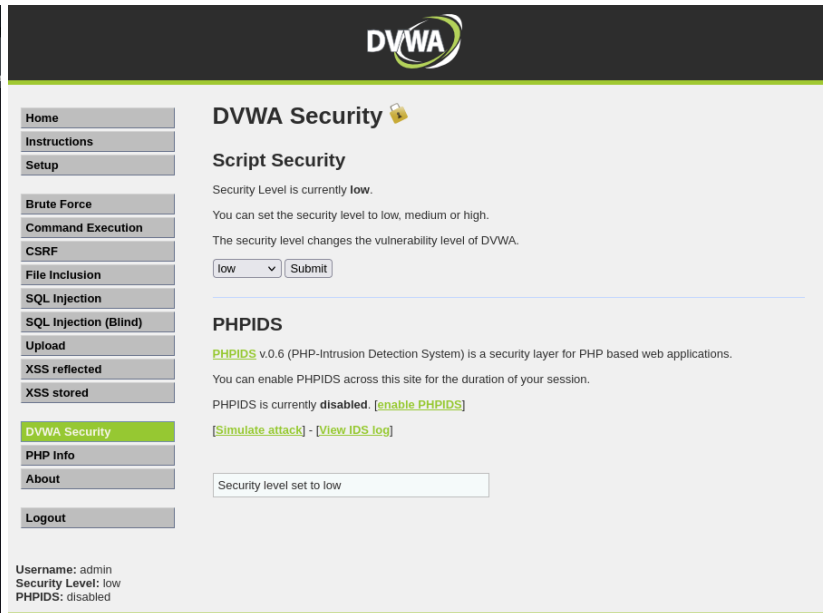 DVWA
Home
Instructions
Setup
Brute Force
Command Execution
CSRF
File Inclusion
SQL Injection
SQL Injection (Blind)
Upload
XSS reflected
XSS stored
DVWA Security
PHP Info
About
Logout
Username: admin
Security Level: low
PHPIDS: disabled
DVWA Security
Script Security
Security Level is currently low.
You can set the security level to low, medium or high.
The security level changes the vulnerability level of DVWA.
low Submit
PHPIDS
PHPIDS v.0.6 (PHP-Intrusion Detection System) is a security layer for PHP based web applications.
You can enable PHPIDS across this site for the duration of your session.
PHPIDS is currently disabled. [enable PHPIDS]
[Simulate attack] - [View IDS log]
Security level set to low